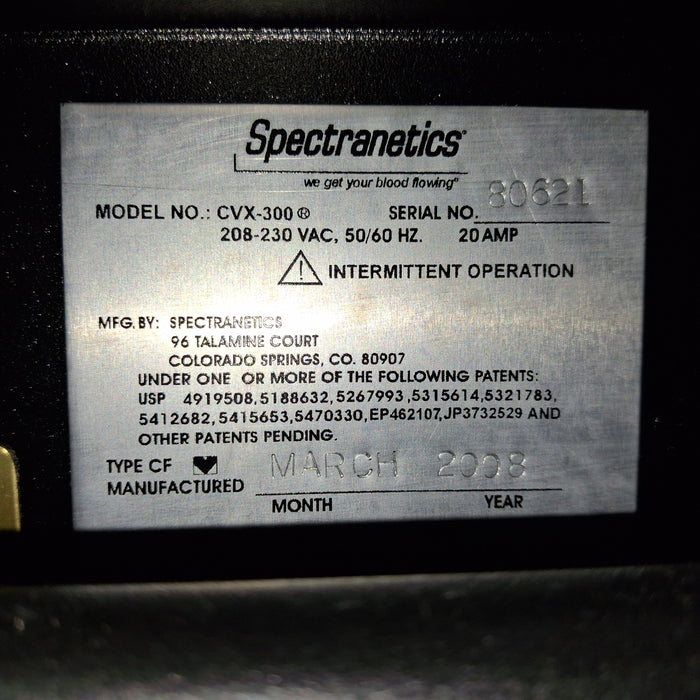 Spectranetics®
we get your blood flowing®
MODEL NO.: CVX-300 ® SERIAL NO. 80621
208-230 VAC, 50/60 HZ. 20 AMP
INTERMITTENT OPERATION
MFG. BY: SPECTRANETICS
96 TALAMINE COURT
COLORADO SPRINGS, CO. 80907
UNDER ONE OR MORE OF THE FOLLOWING PATENTS:
USP 4919508,5188632,5267993,5315614,5321783,
5412682,5415653,5470330,EP462107,JP3732529 AND
OTHER PATENTS PENDING.
TYPE CF
MANUFACTURED MARCH 2008
MONTH YEAR